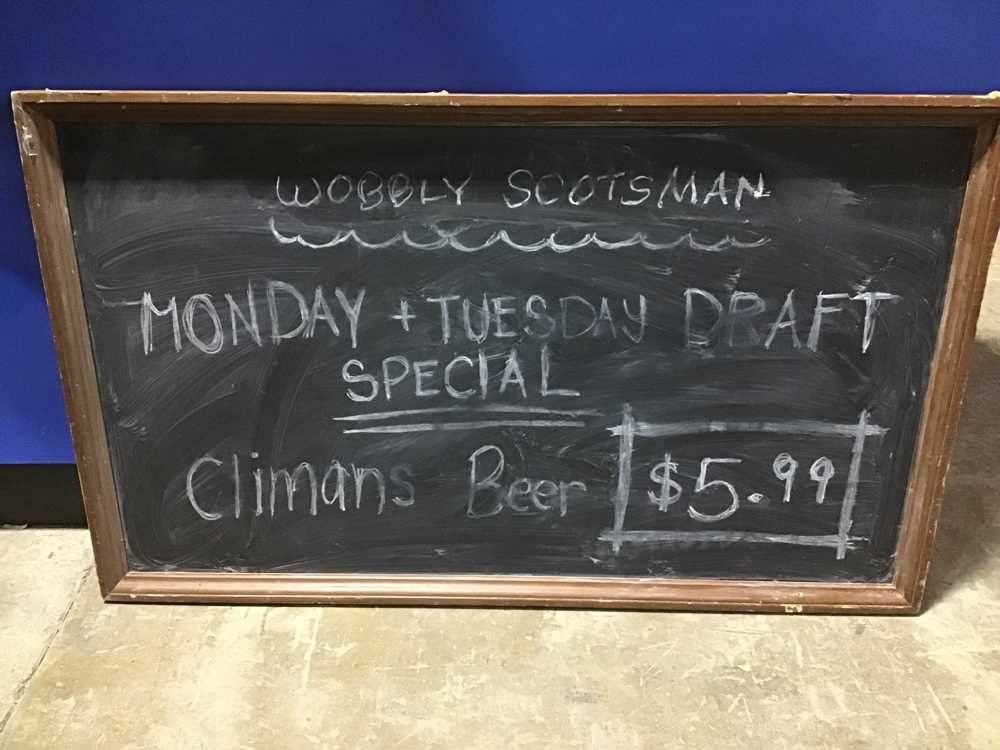 WOBBLY SCOTSMAN
MONDAY + TUESDAY DRAFT
SPECIAL
Climans Beer $5.99